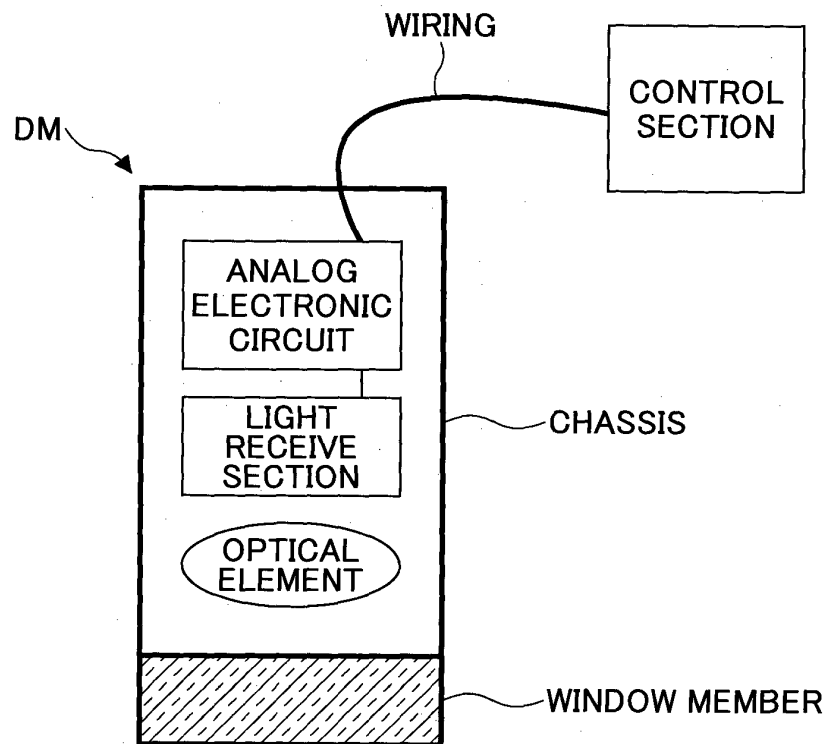 WIRING
CONTROL
SECTION
DM
ANALOG
ELECTRONIC
CIRCUIT
LIGHT
RECEIVE
SECTION
CHASSIS
OPTICAL
ELEMENT
WINDOW MEMBER